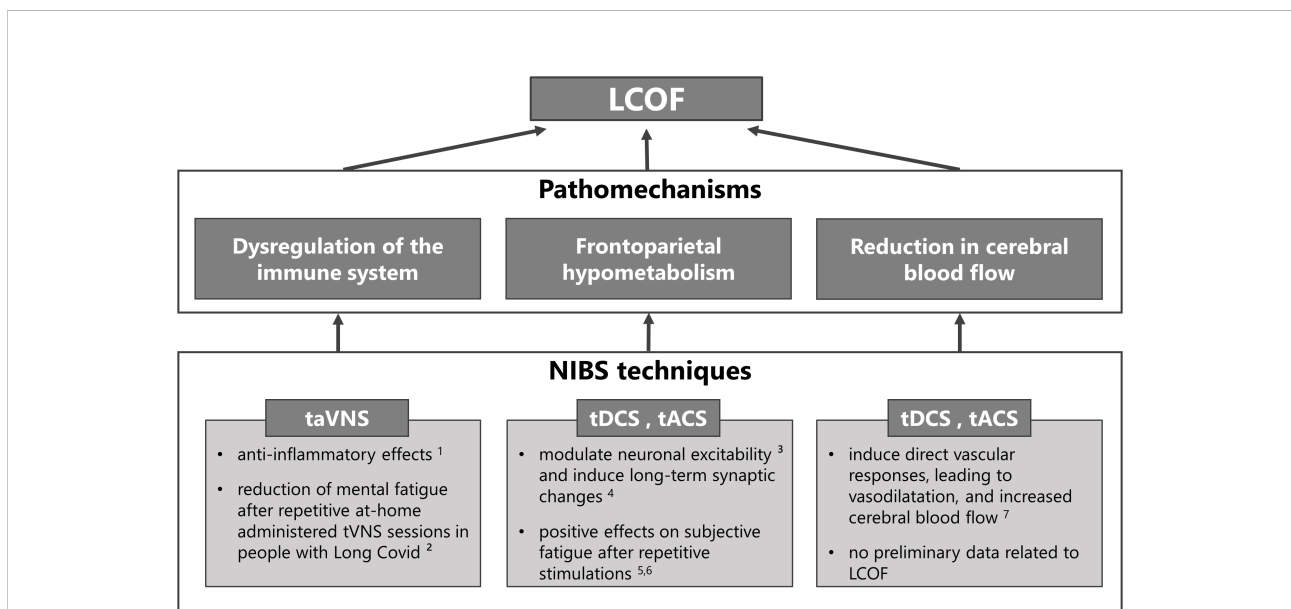 LCOF
Pathomechanisms
Dysregulation of the
immune system
Frontoparietal
hypometabolism
Reduction in cerebral
blood flow
NIBS techniques
taVNS
• anti-inflammatory effects ¹
• reduction of mental fatigue
after repetitive at-home
administered tVNS sessions in
people with Long Covid ²
tDCS , tACS
• modulate neuronal excitability ³
and induce long-term synaptic
changes ⁴
• positive effects on subjective
fatigue after repetitive
stimulations ⁵,⁶
tDCS , tACS
• induce direct vascular
responses, leading to
vasodilatation, and increased
cerebral blood flow ⁷
• no preliminary data related to
LCOF